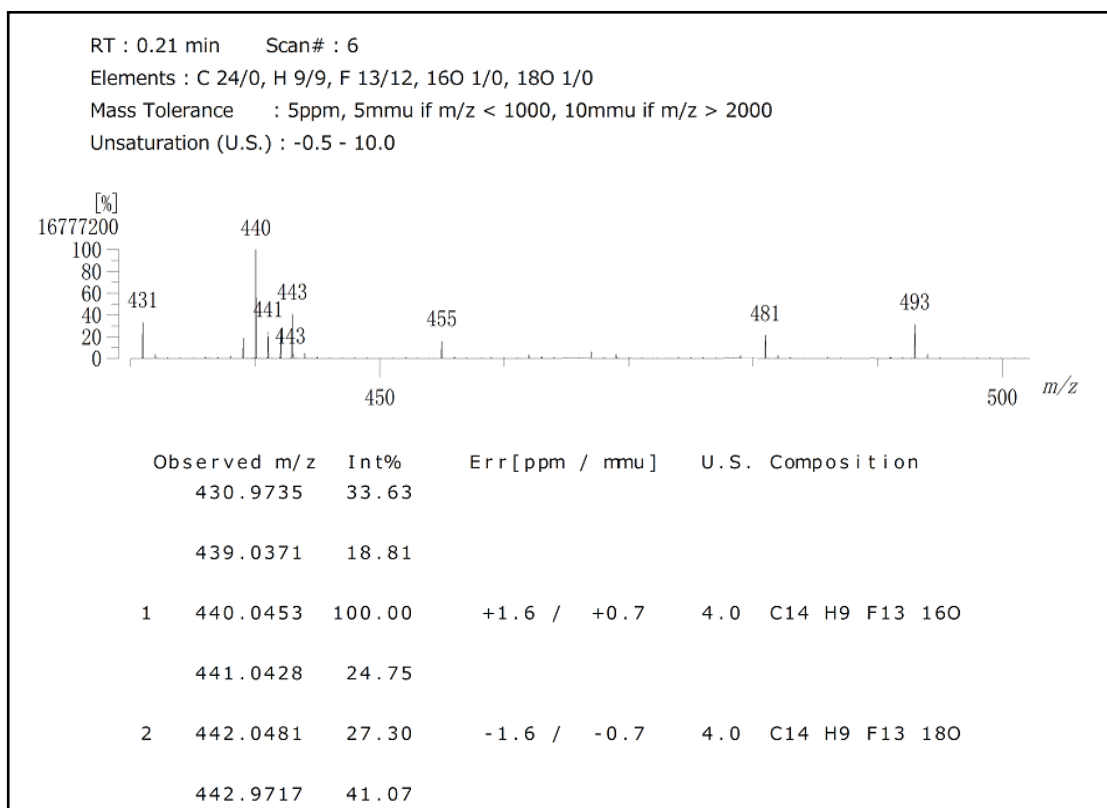 RT : 0.21 min Scan# : 6
Elements : C 24/0, H 9/9, F 13/12, 16O 1/0, 18O 1/0
Mass Tolerance : 5ppm, 5mmu if m/z < 1000, 10mmu if m/z > 2000
Unsaturation (U.S.) : -0.5 - 10.0
[%]
16777200
100
80
60
40
20
0
431
440
441
443
443
455
481
493
450
500
m/z
Observed m/z Int% Err[ppm / mmu] U.S. Composition
430.9735 33.63
439.0371 18.81
1 440.0453 100.00 +1.6 / +0.7 4.0 C14 H9 F13 16O
441.0428 24.75
2 442.0481 27.30 -1.6 / -0.7 4.0 C14 H9 F13 18O
442.9717 41.07